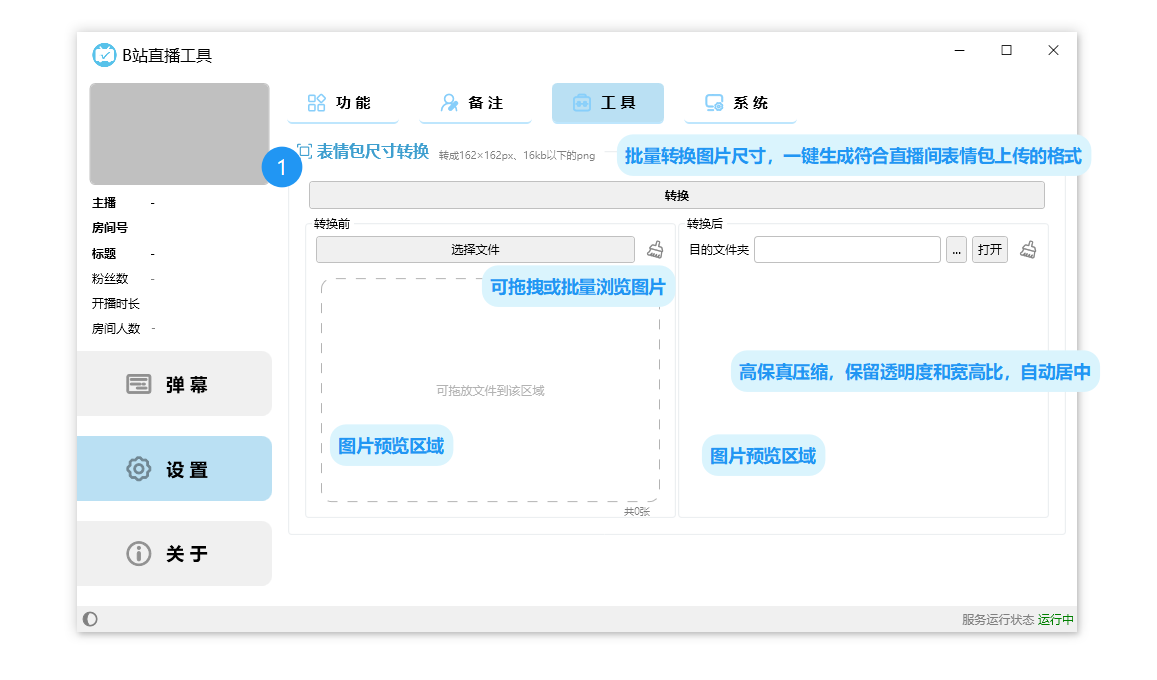 B站直播工具
功能
备注
工具
系统
1
表情包尺寸转换 转成162×162px、16kb以下的png
批量转换图片尺寸，一键生成符合直播间表情包上传的格式
转换
主播 -
房间号
标题 -
粉丝数 -
开播时长
房间人数 -
转换前
选择文件
可拖拽或批量浏览图片
可拖放文件到该区域
图片预览区域
共0张
转换后
目的文件夹 ... 打开
高保真压缩，保留透明度和宽高比，自动居中
图片预览区域
弹幕
设置
关于
服务运行状态 运行中